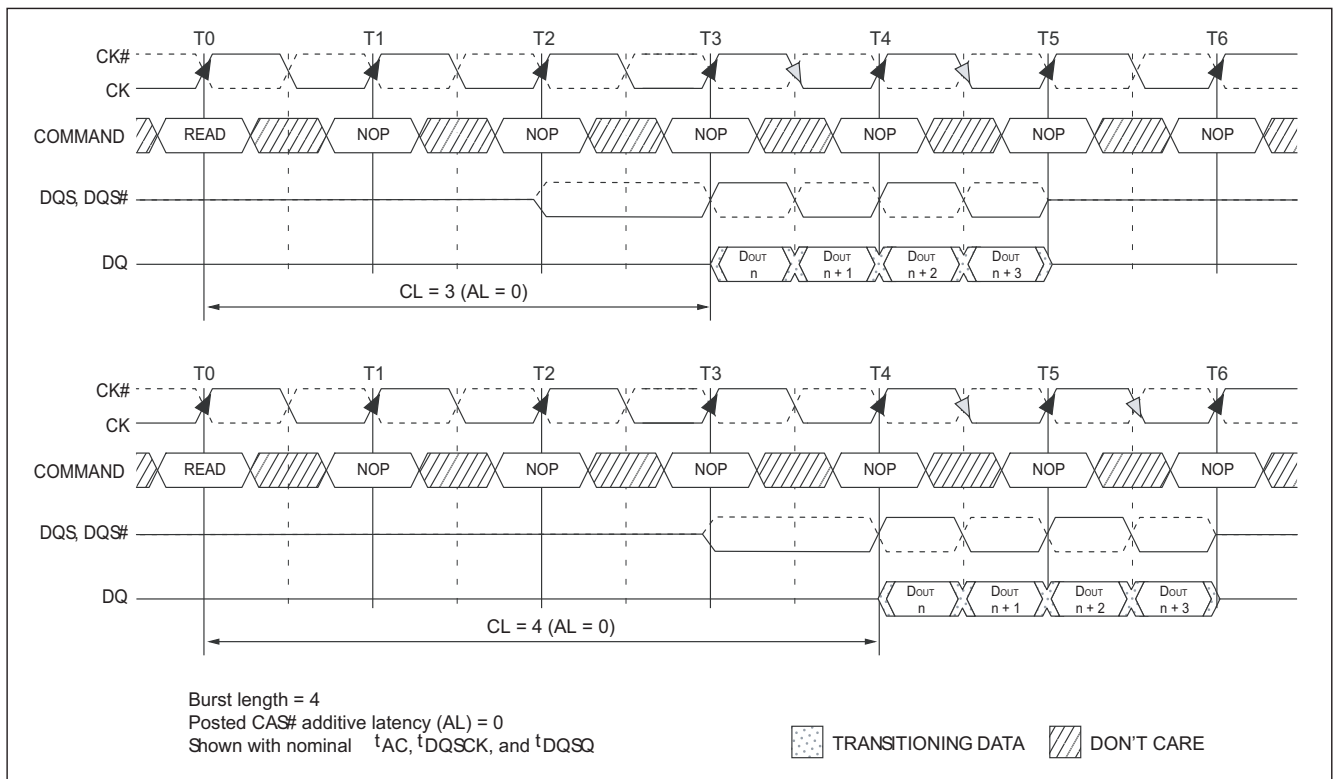 T0 T1 T2 T3 T4 T5 T6
CK#
CK
COMMAND READ NOP NOP NOP NOP NOP NOP
DQS, DQS#
DQ DOUT n DOUT n + 1 DOUT n + 2 DOUT n + 3
CL = 3 (AL = 0)
T0 T1 T2 T3 T4 T5 T6
CK#
CK
COMMAND READ NOP NOP NOP NOP NOP NOP
DQS, DQS#
DQ DOUT n DOUT n + 1 DOUT n + 2 DOUT n + 3
CL = 4 (AL = 0)
Burst length = 4
Posted CAS# additive latency (AL) = 0
Shown with nominal tAC, tDQSCK, and tDQSQ
TRANSITIONING DATA DON'T CARE